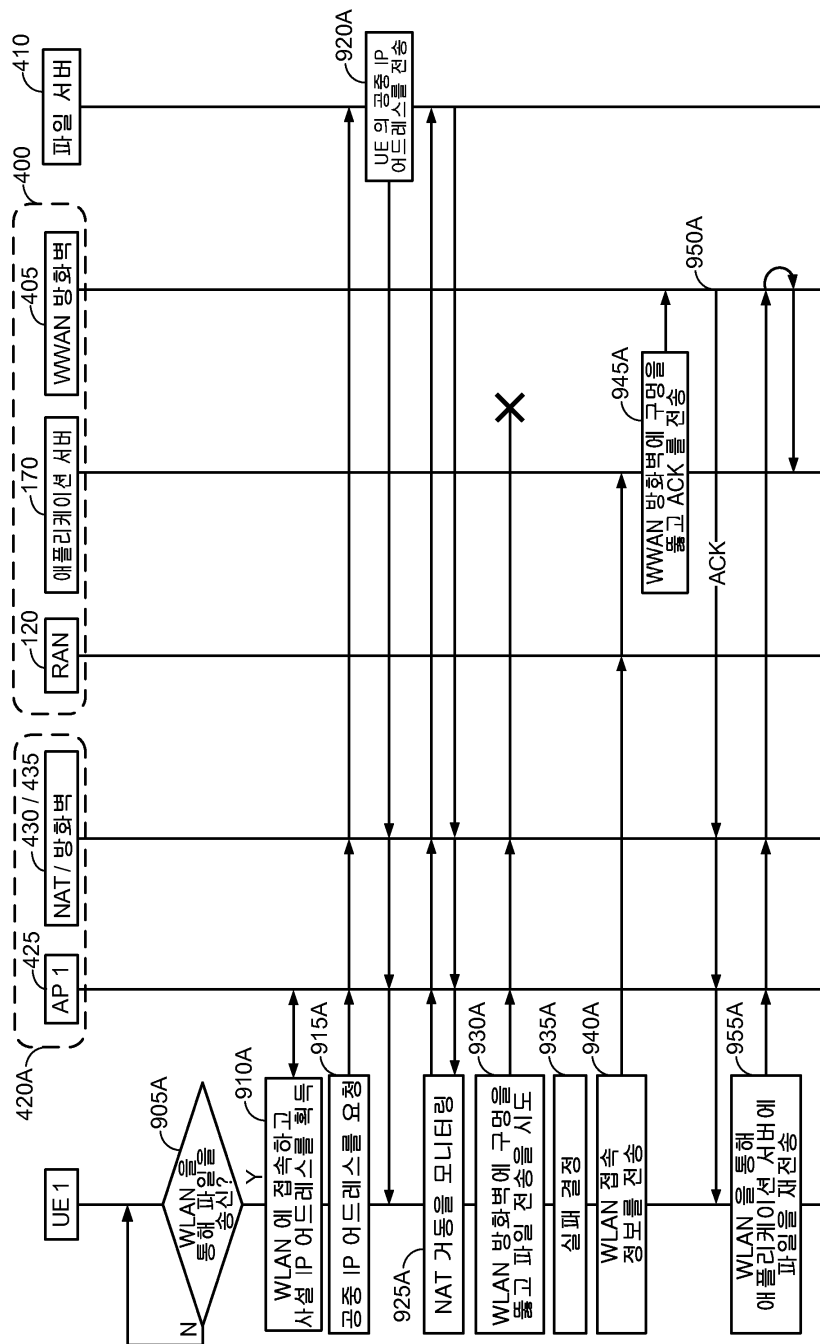 UE 1
420A
AP 1
425
NAT / 방화벽
430 / 435
RAN
120
애플리케이션 서버
170
WWAN 방화벽
405
400
파일 서버
410
WLAN 을
통해 파일을
송신?
905A
N
Y
WLAN 에 접속하고
사설 IP 어드레스를 획득
910A
공중 IP 어드레스를 요청
915A
UE 의 공중 IP
어드레스를 전송
920A
NAT 거동을 모니터링
925A
WLAN 방화벽에 구멍을
뚫고 파일 전송을 시도
930A
실패 결정
935A
WLAN 접속
정보를 전송
940A
WWAN 방화벽에 구멍을
뚫고 ACK 를 전송
945A
950A
ACK
WLAN 을 통해
애플리케이션 서버에
파일을 재전송
955A